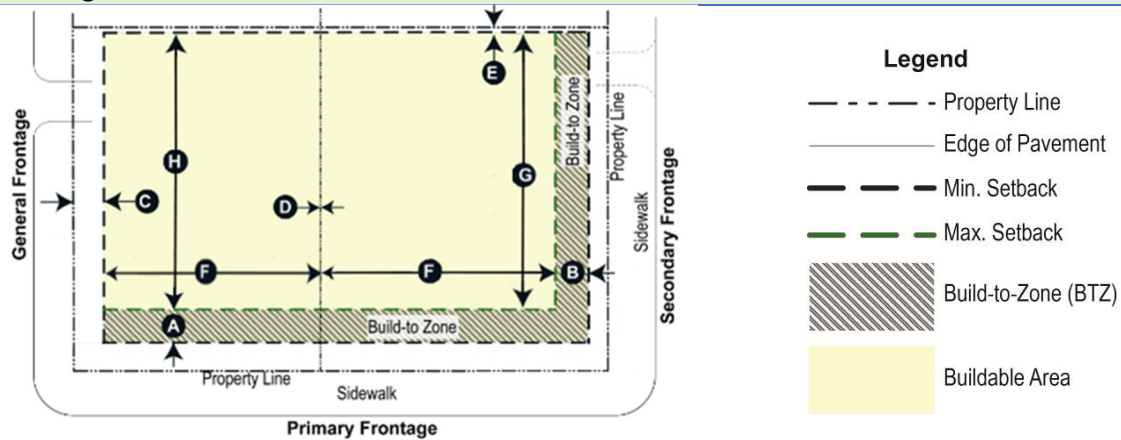 E
Build-to Zone
Property Line
H
G
General Frontage
C
D
Sidewalk
Secondary Frontage
F
F
B
A
Build-to Zone
Property Line
Sidewalk
Primary Frontage
Legend
Property Line
Edge of Pavement
Min. Setback
Max. Setback
Build-to-Zone (BTZ)
Buildable Area